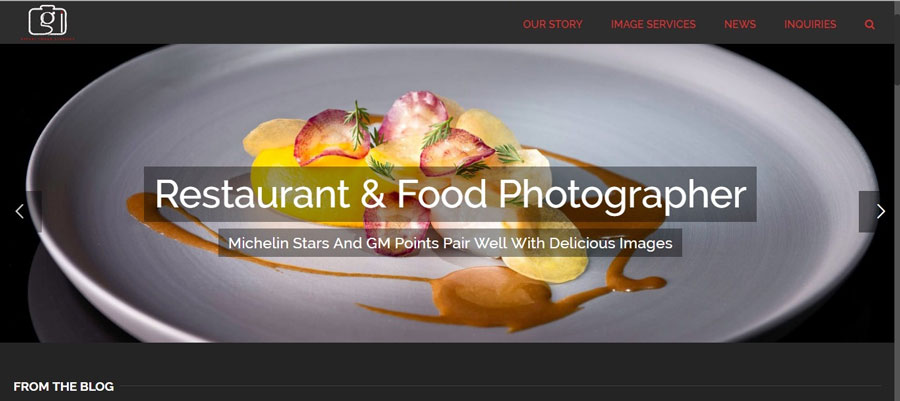 g
OUR STORY IMAGE SERVICES NEWS INQUIRIES
Restaurant & Food Photographer
Michelin Stars And GM Points Pair Well With Delicious Images
FROM THE BLOG